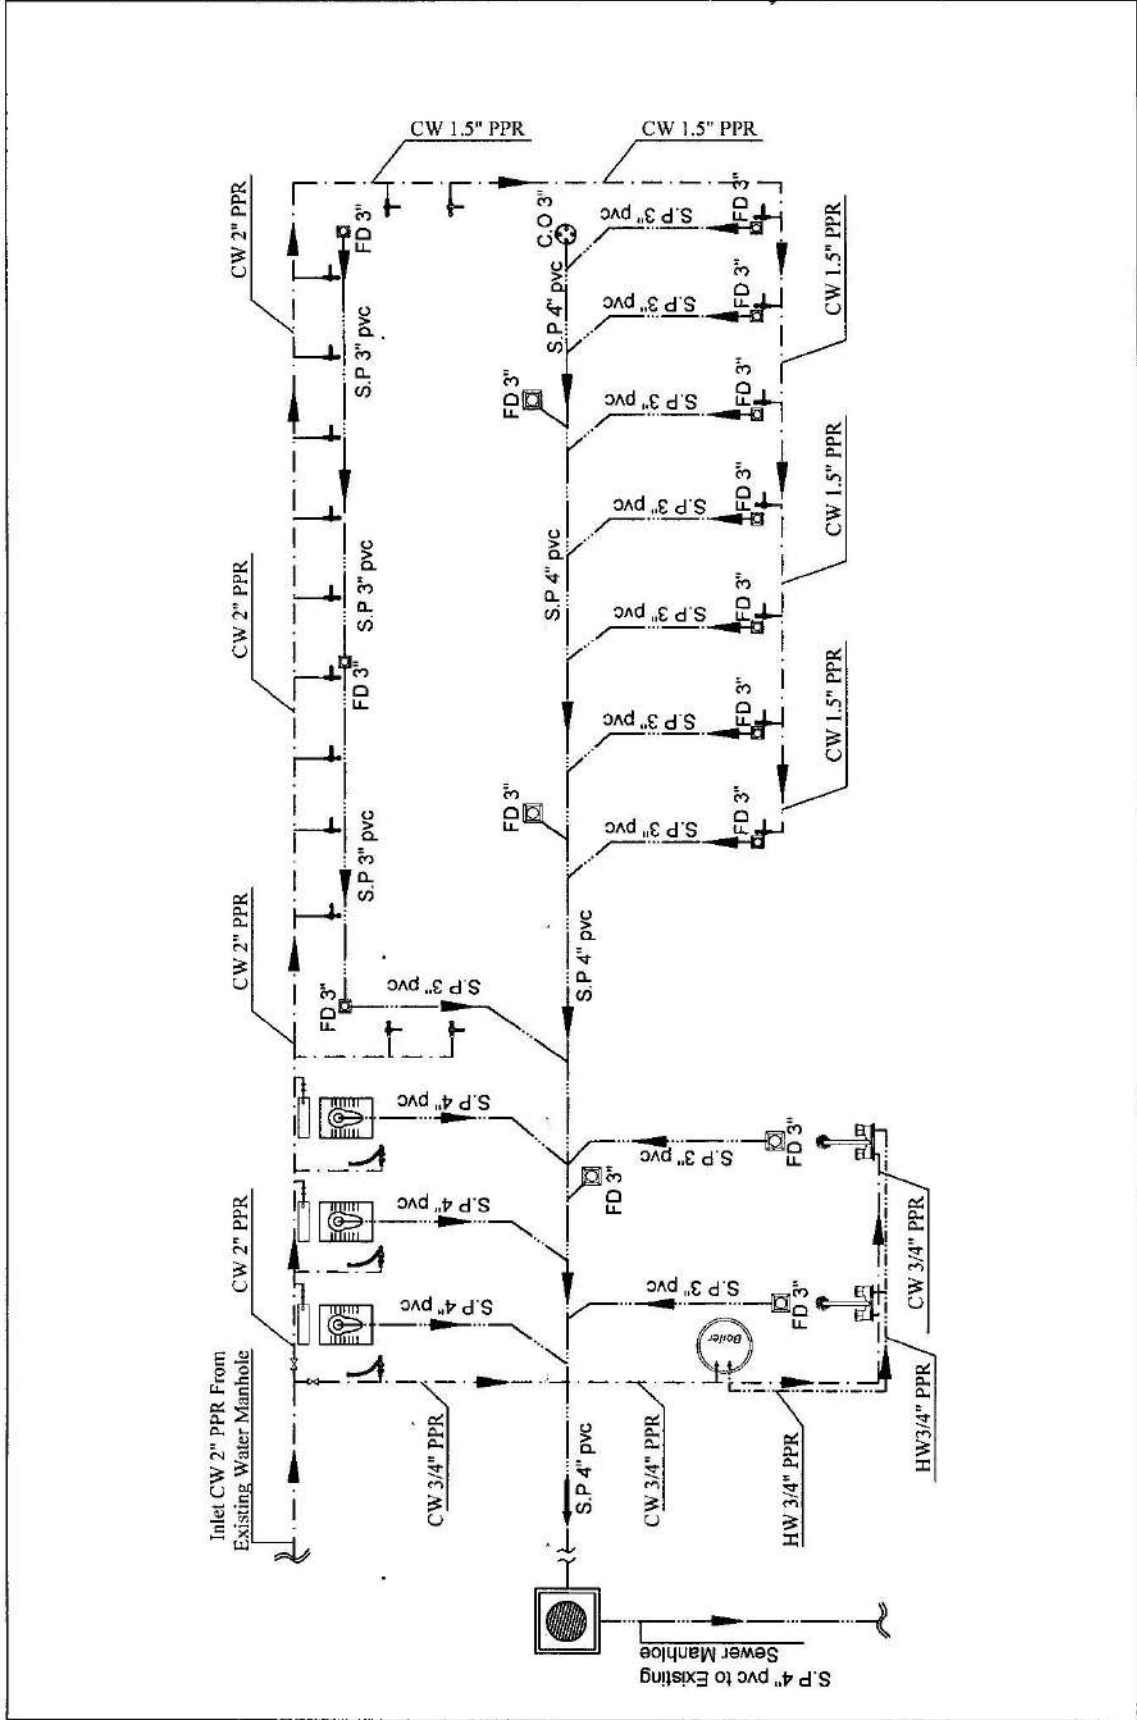 CW 1.5" PPR
CW 1.5" PPR
CW 2" PPR
FD 3"
S.P 3" pvc
CW 2" PPR
S.P 3" pvc
FD 3"
S.P 3" pvc
CW 2" PPR
FD 3"
S.P 3" pvc
C.O 3"
S.P 4" pvc
FD 3"
S.P 4" pvc
FD 3"
S.P 4" pvc
S.P 3" pvc
FD 3"
S.P 3" pvc
FD 3"
S.P 3" pvc
FD 3"
S.P 3" pvc
FD 3"
S.P 3" pvc
FD 3"
S.P 3" pvc
FD 3"
S.P 3" pvc
FD 3"
CW 1.5" PPR
CW 1.5" PPR
CW 1.5" PPR
S.P 4" pvc
S.P 4" pvc
S.P 4" pvc
CW 2" PPR
S.P 3" pvc
FD 3"
FD 3"
S.P 3" pvc
FD 3"
Boiler
Inlet CW 2" PPR From
Existing Water Manhole
CW 3/4" PPR
S.P 4" pvc
CW 3/4" PPR
HW 3/4" PPR
CW 3/4" PPR
HW3/4" PPR
S.P 4" pvc to Existing
Sewer Manhloe